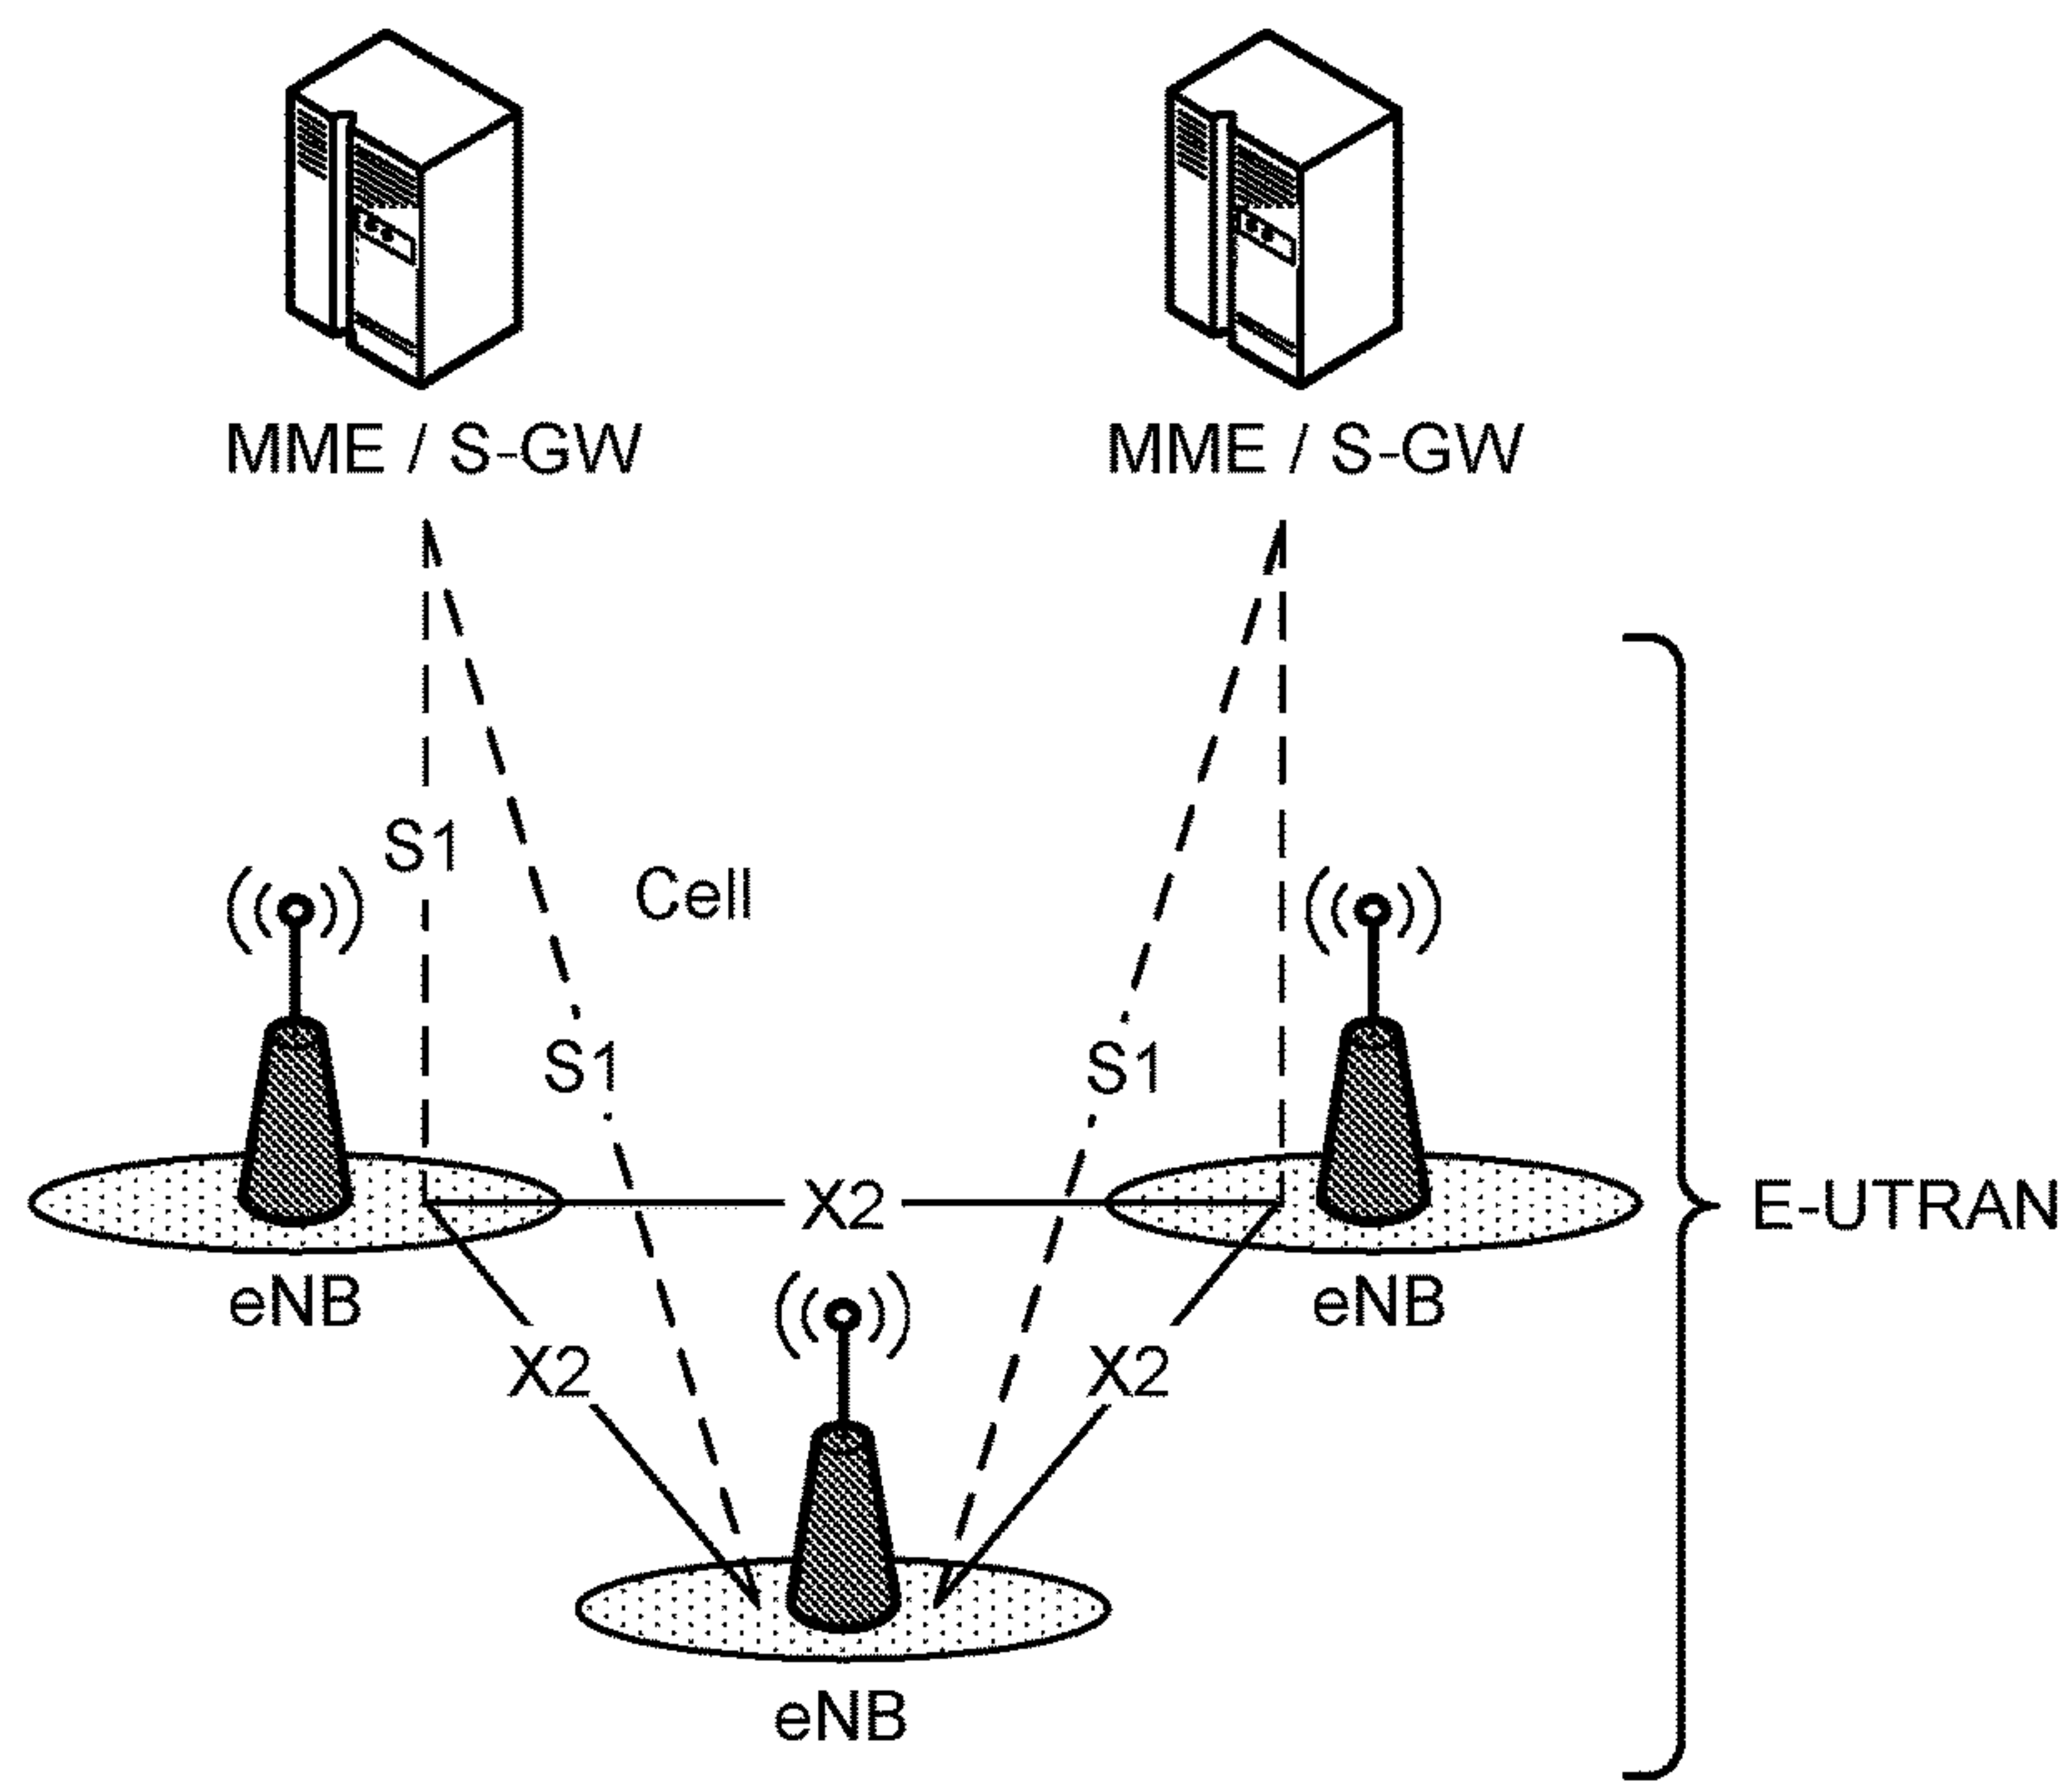 MME / S-GW
MME / S-GW
S1
Cell
S1
S1
X2
E-UTRAN
eNB
eNB
X2
X2
eNB